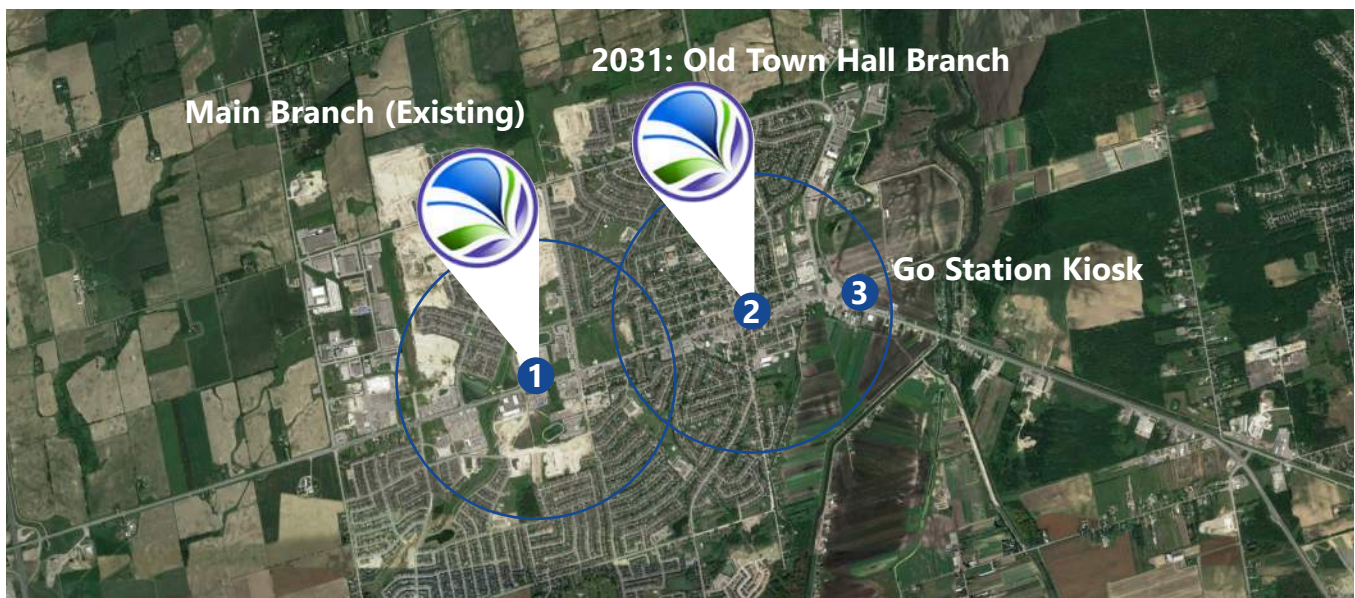 2031: Old Town Hall Branch
Main Branch (Existing)
Go Station Kiosk
3
2
1